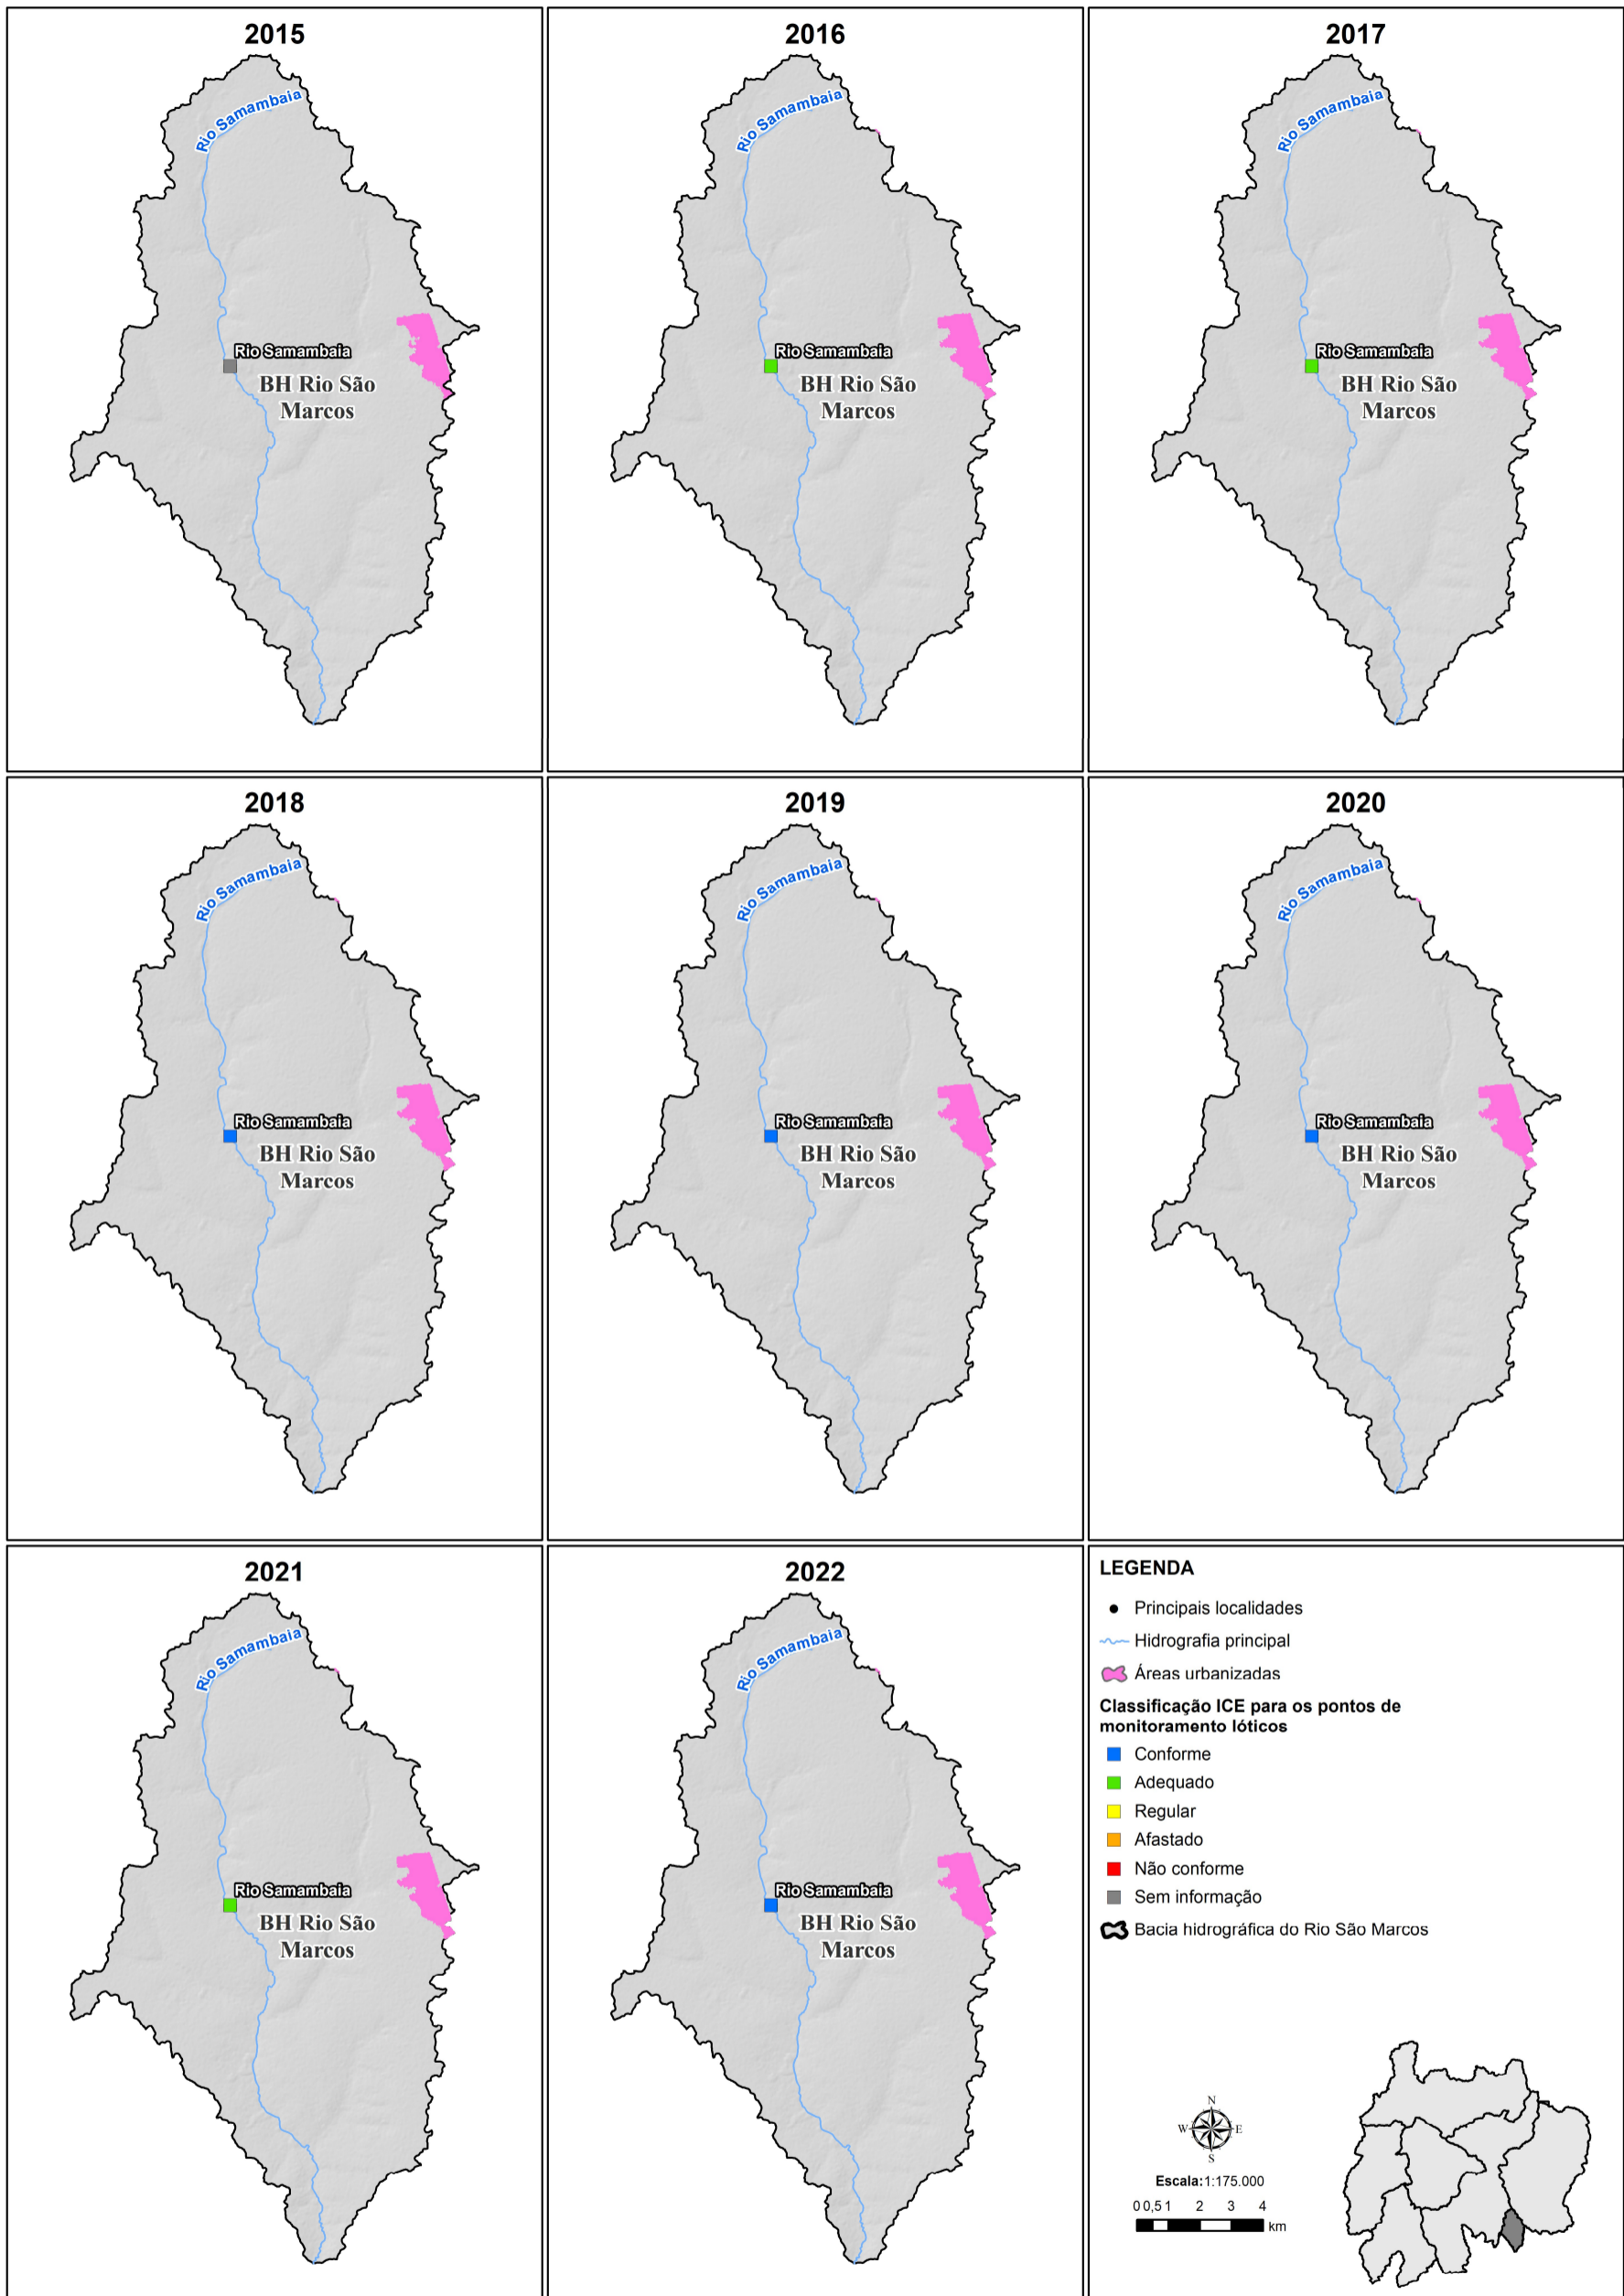 2015
Rio Samambaia
Rio Samambaia
BH Rio São
Marcos
2016
Rio Samambaia
Rio Samambaia
BH Rio São
Marcos
2017
Rio Samambaia
Rio Samambaia
BH Rio São
Marcos
2018
Rio Samambaia
Rio Samambaia
BH Rio São
Marcos
2019
Rio Samambaia
Rio Samambaia
BH Rio São
Marcos
2020
Rio Samambaia
Rio Samambaia
BH Rio São
Marcos
2021
Rio Samambaia
Rio Samambaia
BH Rio São
Marcos
2022
Rio Samambaia
Rio Samambaia
BH Rio São
Marcos
LEGENDA
Principais localidades
Hidrografia principal
Áreas urbanizadas
Classificação ICE para os pontos de
monitoramento lóticos
Conforme
Adequado
Regular
Afastado
Não conforme
Sem informação
Bacia hidrográfica do Rio São Marcos
N
W E
S
Escala:1:175.000
0 0,5 1 2 3 4
km